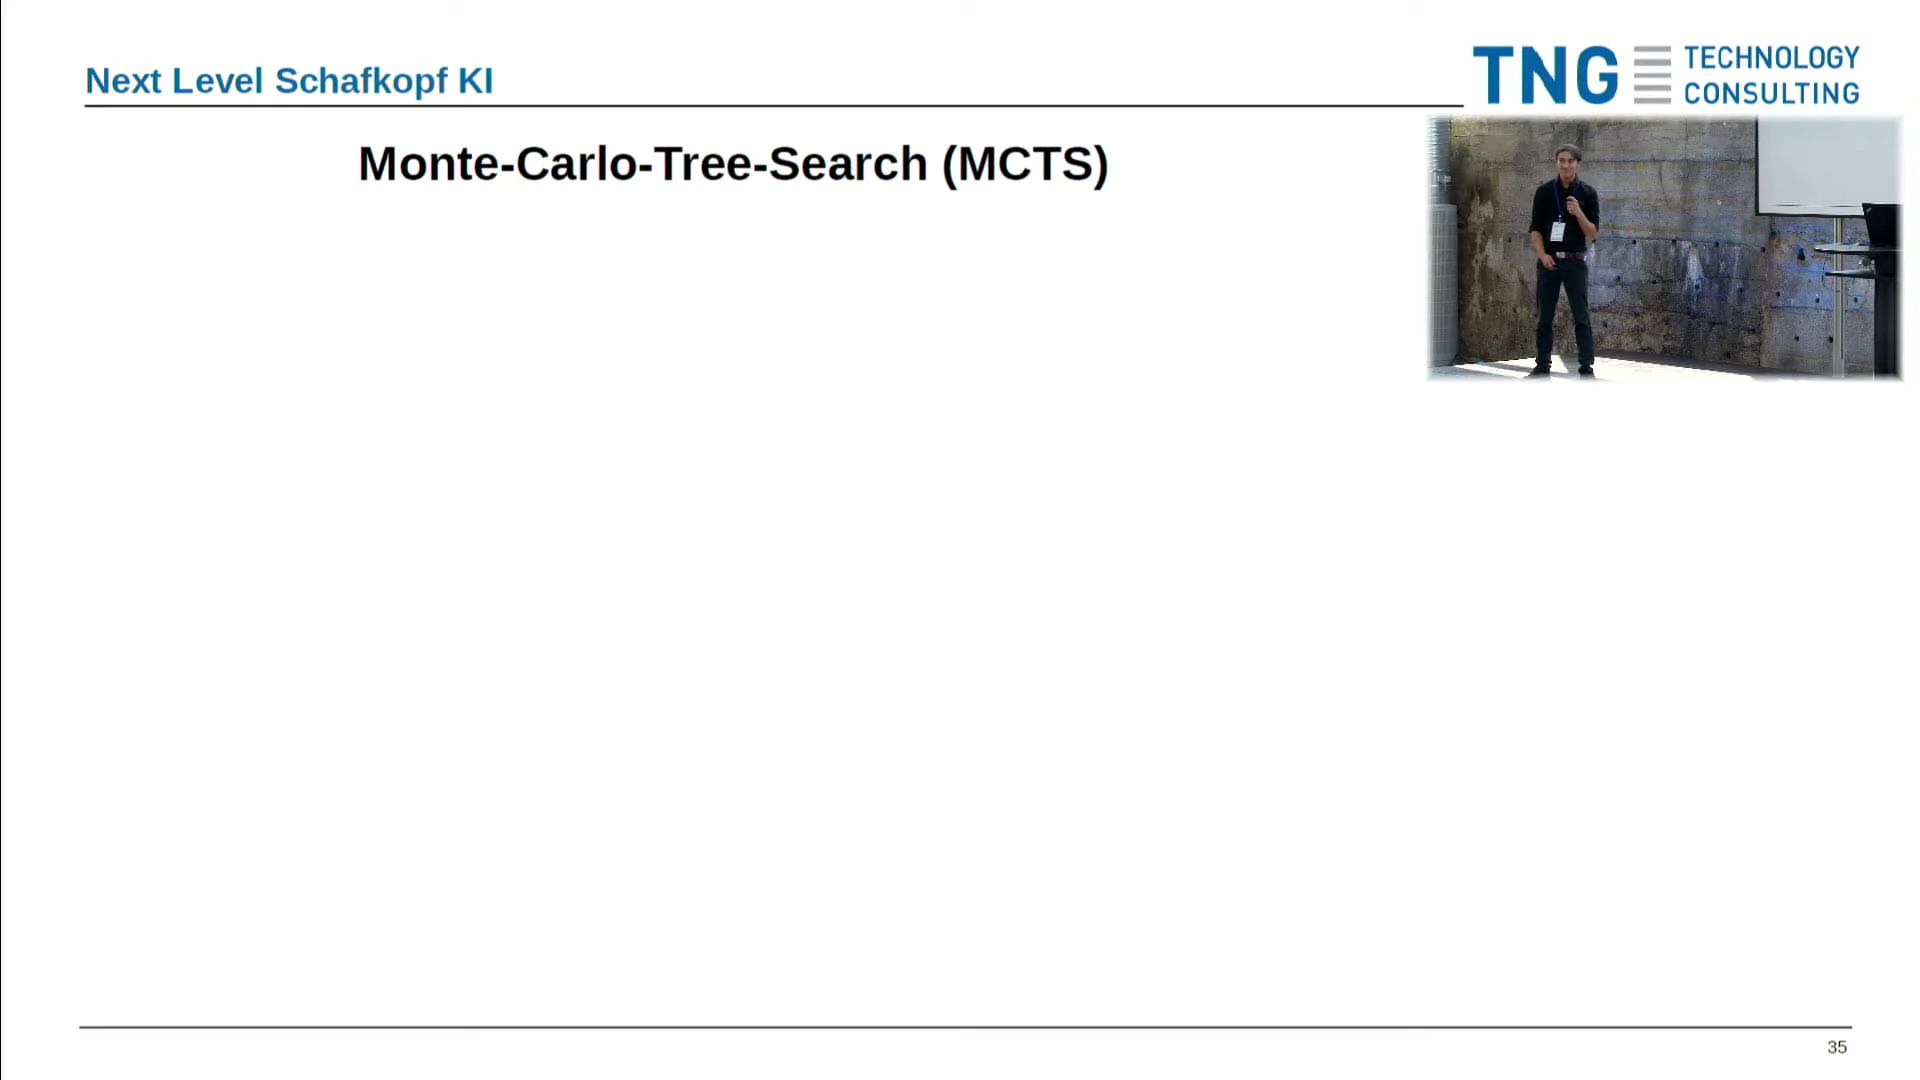 Next Level Schafkopf KI
TNG TECHNOLOGY
CONSULTING
Monte-Carlo-Tree-Search (MCTS)
35